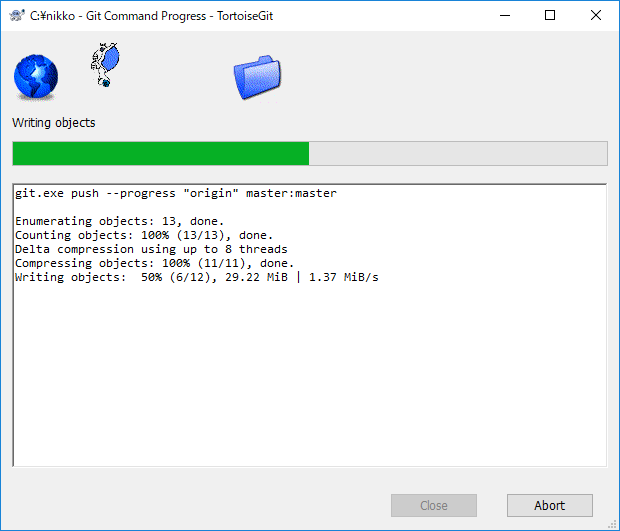 C:¥nikko - Git Command Progress - TortoiseGit
Writing objects
git.exe push --progress "origin" master:master
Enumerating objects: 13, done.
Counting objects: 100% (13/13), done.
Delta compression using up to 8 threads
Compressing objects: 100% (11/11), done.
Writing objects:  50% (6/12), 29.22 MiB | 1.37 MiB/s
Close
Abort